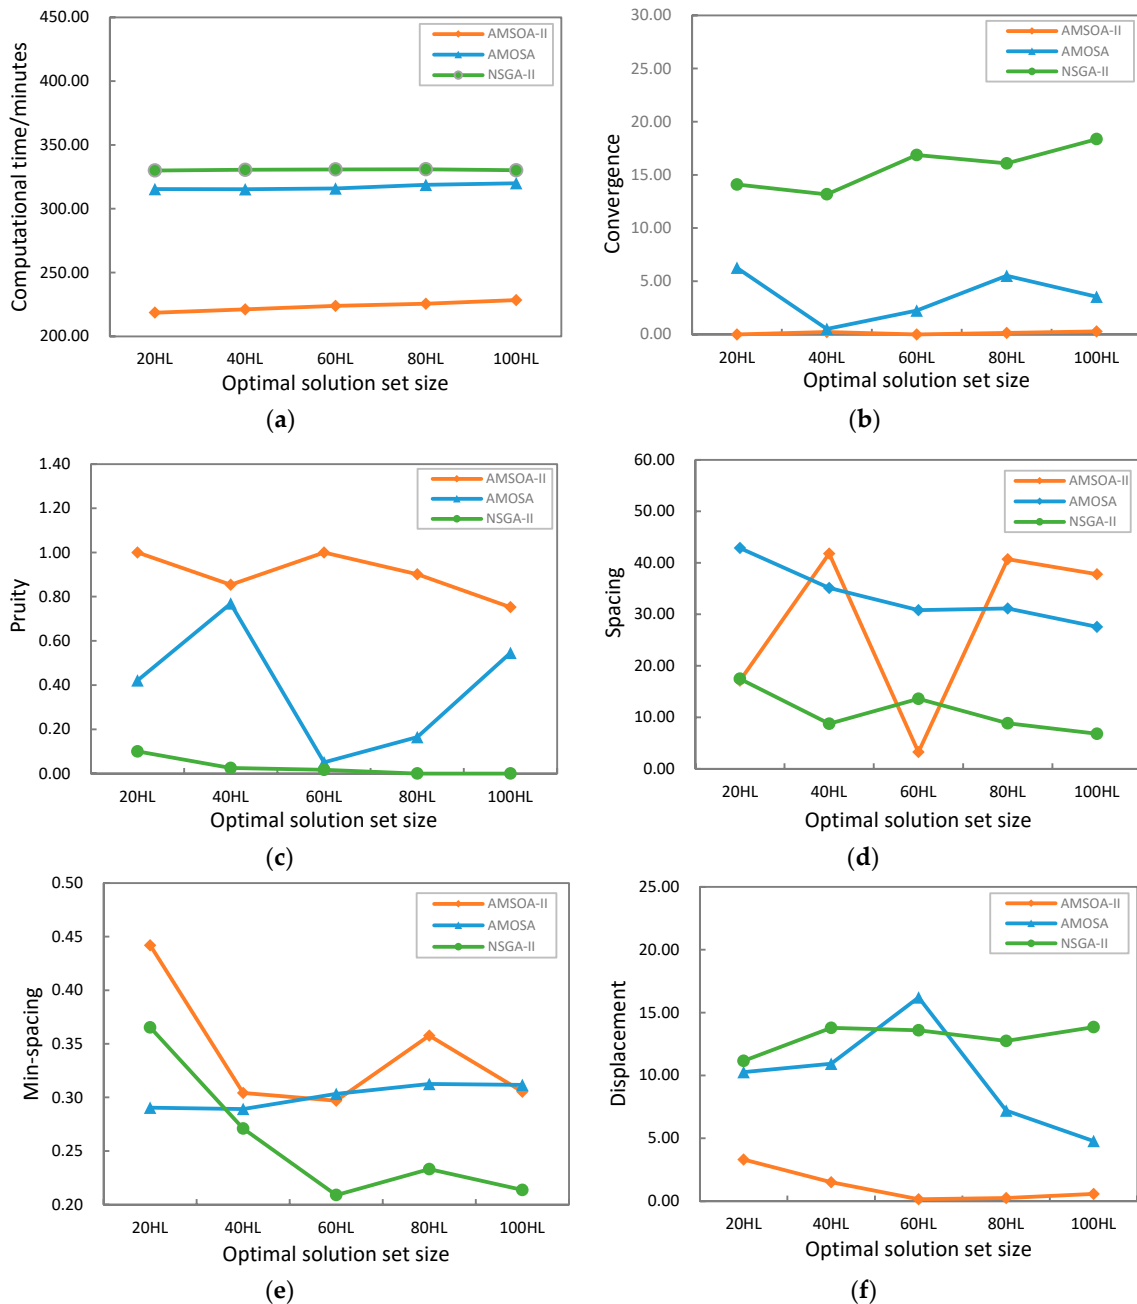 450.00
400.00
350.00
300.00
250.00
200.00
Computational time/minutes
AMSOA-II
AMOSA
NSGA-II
20HL 40HL 60HL 80HL 100HL
Optimal solution set size
(a)
30.00
25.00
20.00
15.00
10.00
5.00
0.00
Convergence
AMSOA-II
AMOSA
NSGA-II
20HL 40HL 60HL 80HL 100HL
Optimal solution set size
(b)
1.40
1.20
1.00
0.80
0.60
0.40
0.20
0.00
Pruity
AMSOA-II
AMOSA
NSGA-II
20HL 40HL 60HL 80HL 100HL
Optimal solution set size
(c)
60.00
50.00
40.00
30.00
20.00
10.00
0.00
Spacing
AMSOA-II
AMOSA
NSGA-II
20HL 40HL 60HL 80HL 100HL
Optimal solution set size
(d)
0.50
0.45
0.40
0.35
0.30
0.25
0.20
Min-spacing
AMSOA-II
AMOSA
NSGA-II
20HL 40HL 60HL 80HL 100HL
Optimal solution set size
(e)
25.00
20.00
15.00
10.00
5.00
0.00
Displacement
AMSOA-II
AMOSA
NSGA-II
20HL 40HL 60HL 80HL 100HL
Optimal solution set size
(f)